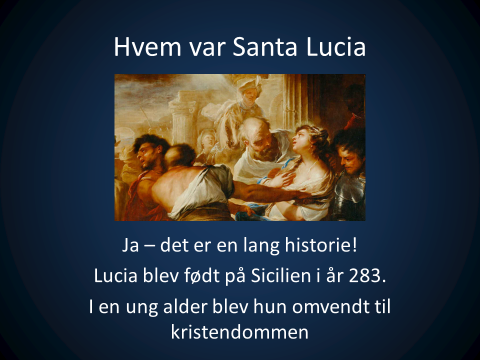 Hvem var Santa Lucia
Ja – det er en lang historie!
Lucia blev født på Sicilien i år 283.
I en ung alder blev hun omvendt til
kristendommen